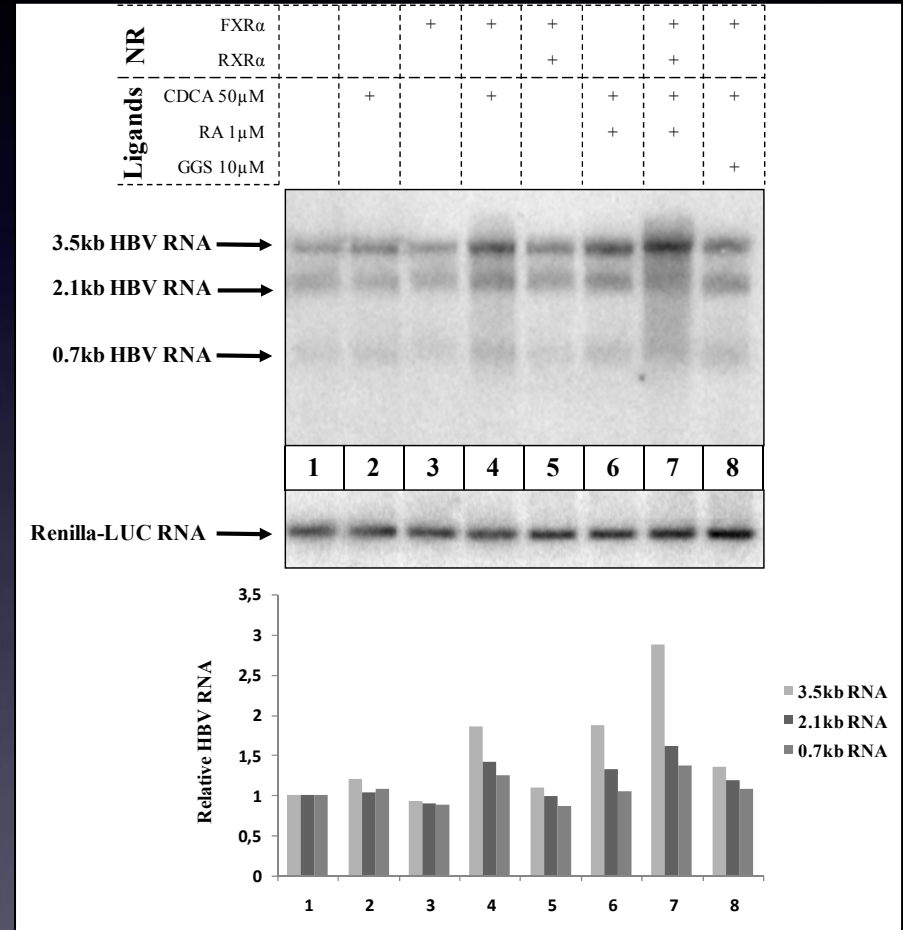 NR
FXRα + + + + +
RXRα + +
Ligands
CDCA 50µM + + + + +
RA 1µM + +
GGS 10µM +
3.5kb HBV RNA
2.1kb HBV RNA
0.7kb HBV RNA
1 2 3 4 5 6 7 8
Renilla-LUC RNA
Relative HBV RNA
3,5
3
2,5
2
1,5
1
0,5
0
1 2 3 4 5 6 7 8
3.5kb RNA
2.1kb RNA
0.7kb RNA